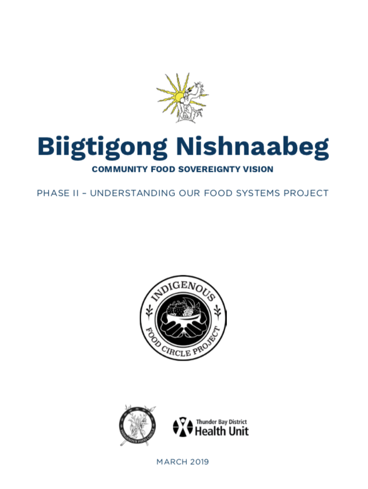 Biigtigong Nishnaabeg
COMMUNITY FOOD SOVEREIGNTY VISION
PHASE II – UNDERSTANDING OUR FOOD SYSTEMS PROJECT
INDIGENOUS
FOOD CIRCLE PROJECT
Thunder Bay District
Health Unit
MARCH 2019